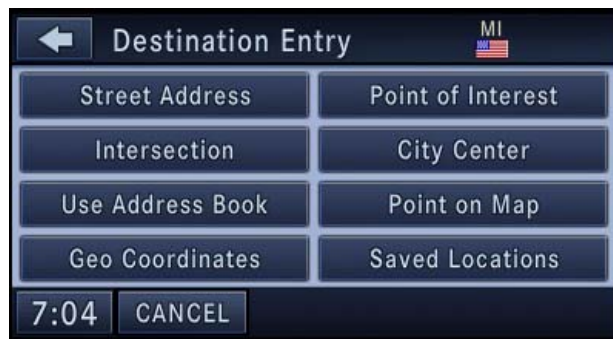 Destination Entry MI
Street Address Point of Interest
Intersection City Center
Use Address Book Point on Map
Geo Coordinates Saved Locations
7:04 CANCEL